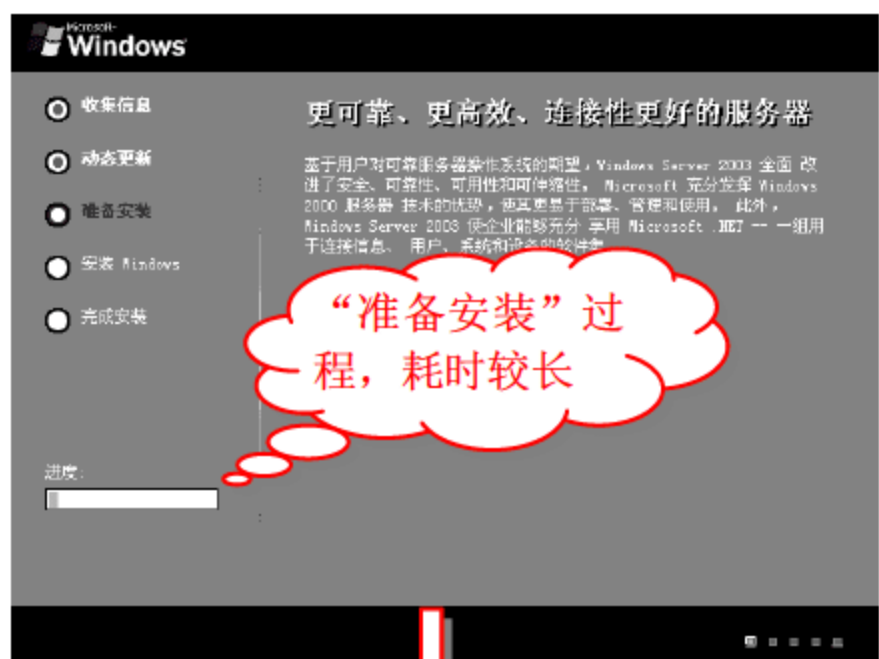 Microsoft
Windows
收集信息
动态更新
准备安装
安装 Windows
完成安装
进度:
更可靠、更高效、连接性更好的服务器
基于用户对可靠服务器操作系统的期望，Windows Server 2003 全面 改
进了安全、可靠性、可用性和可伸缩性。 Microsoft 充分发挥 Windows
2000 服务器 技术的优势，使其更易于部署、管理和使用。 此外，
Windows Server 2003 使企业能够充分 享用 Microsoft .NET -- 一组用
于连接信息、 用户、系统和设备的软件集
“准备安装”过
程，耗时较长